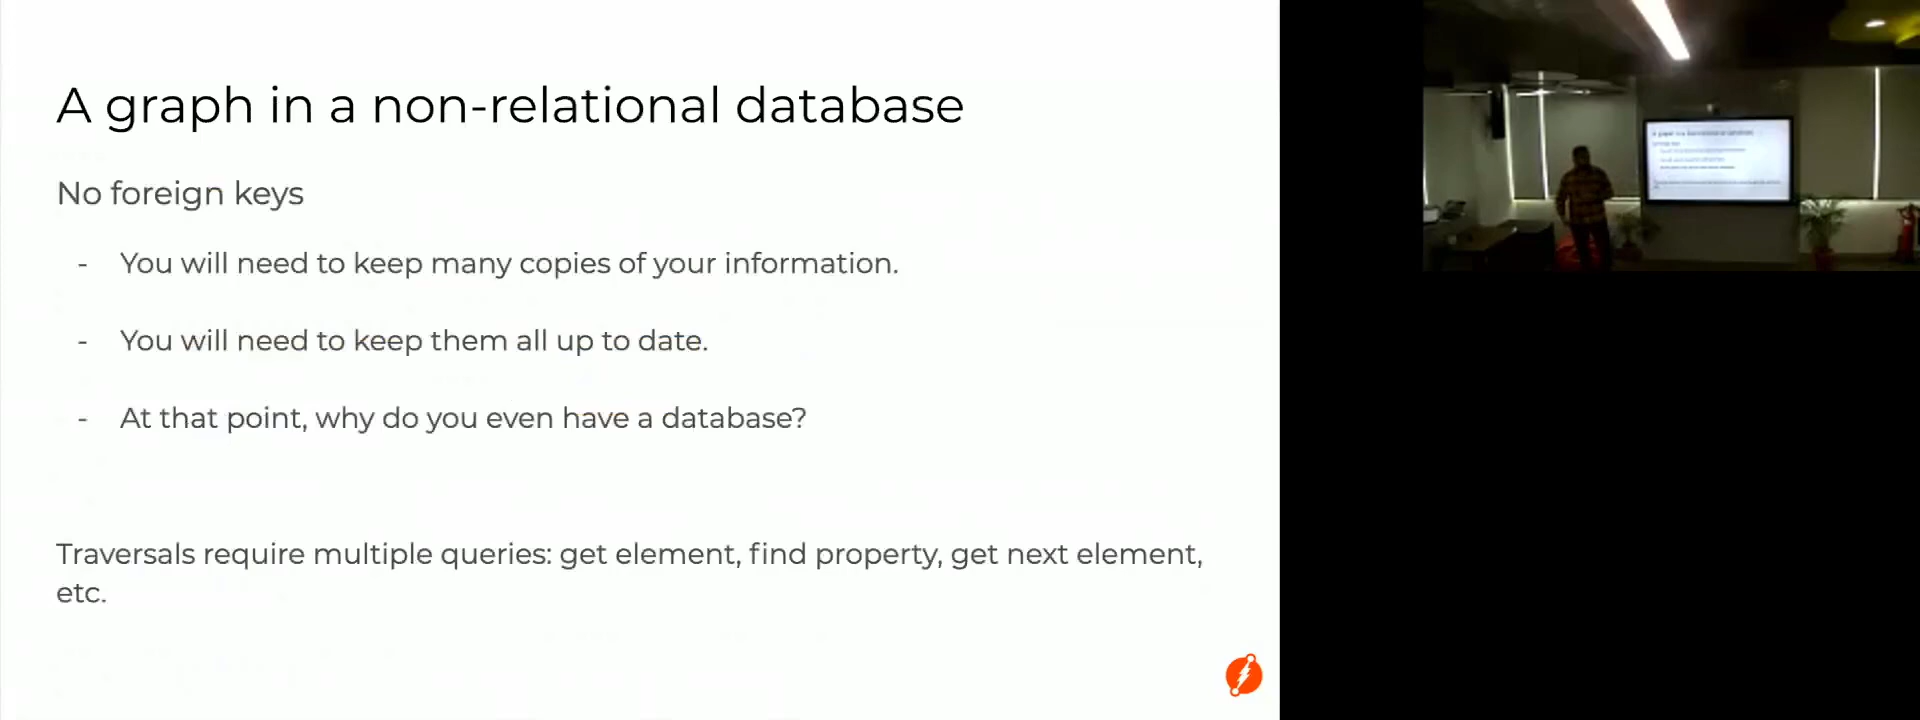 A graph in a non-relational database
No foreign keys
- You will need to keep many copies of your information.
- You will need to keep them all up to date.
- At that point, why do you even have a database?
Traversals require multiple queries: get element, find property, get next element,
etc.